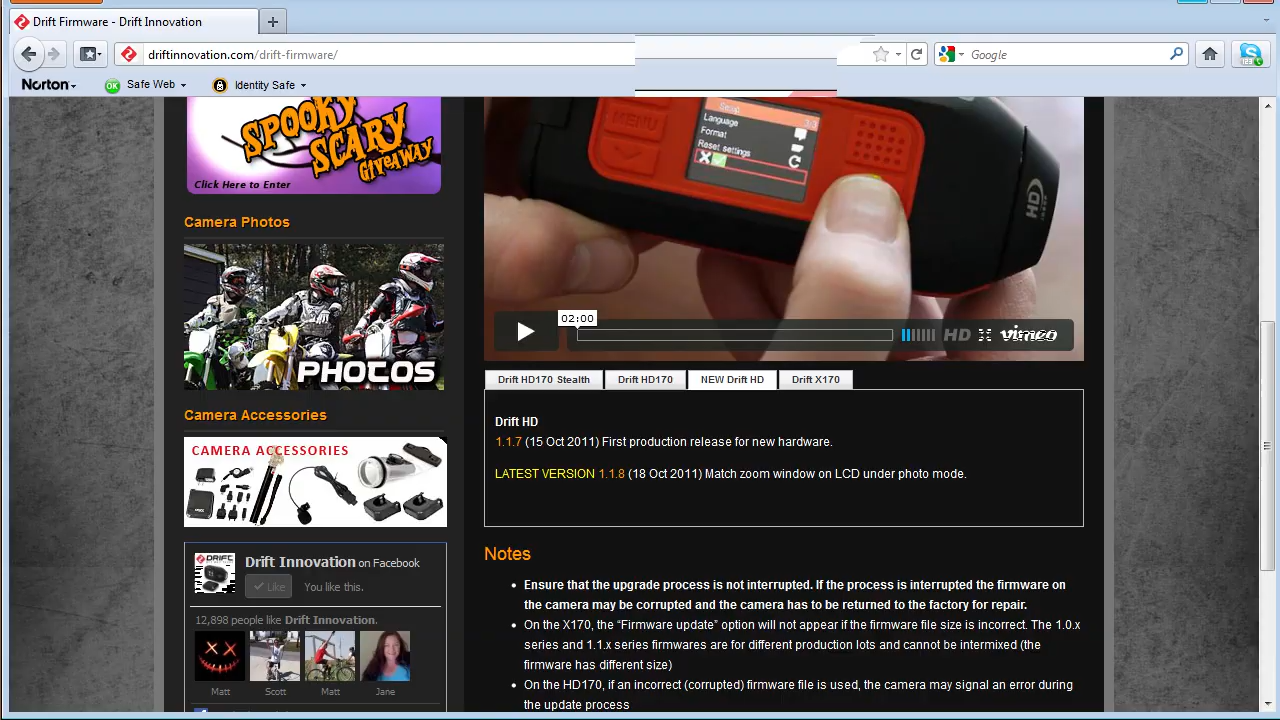 Drift Firmware - Drift Innovation
driftinnovation.com/drift-firmware/
Google
Norton
OK Safe Web
Identity Safe
SPOOKY
SCARY
GIVEAWAY
Click Here to Enter
Camera Photos
PHOTOS
Camera Accessories
CAMERA ACCESSORIES
DRIFT
Drift Innovation on Facebook
Like You like this.
12,898 people like Drift Innovation.
Matt Scott Matt Jane
MENU
Setup 3/3
Language
Format
Reset settings
HD
02:00
HD vimeo
Drift HD170 Stealth Drift HD170 NEW Drift HD Drift X170
Drift HD
1.1.7 (15 Oct 2011) First production release for new hardware.
LATEST VERSION 1.1.8 (18 Oct 2011) Match zoom window on LCD under photo mode.
Notes
Ensure that the upgrade process is not interrupted. If the process is interrupted the firmware on
the camera may be corrupted and the camera has to be returned to the factory for repair.
On the X170, the “Firmware update” option will not appear if the firmware file size is incorrect. The 1.0.x
series and 1.1.x series firmwares are for different production lots and cannot be intermixed (the
firmware has different size)
On the HD170, if an incorrect (corrupted) firmware file is used, the camera may signal an error during
the update process